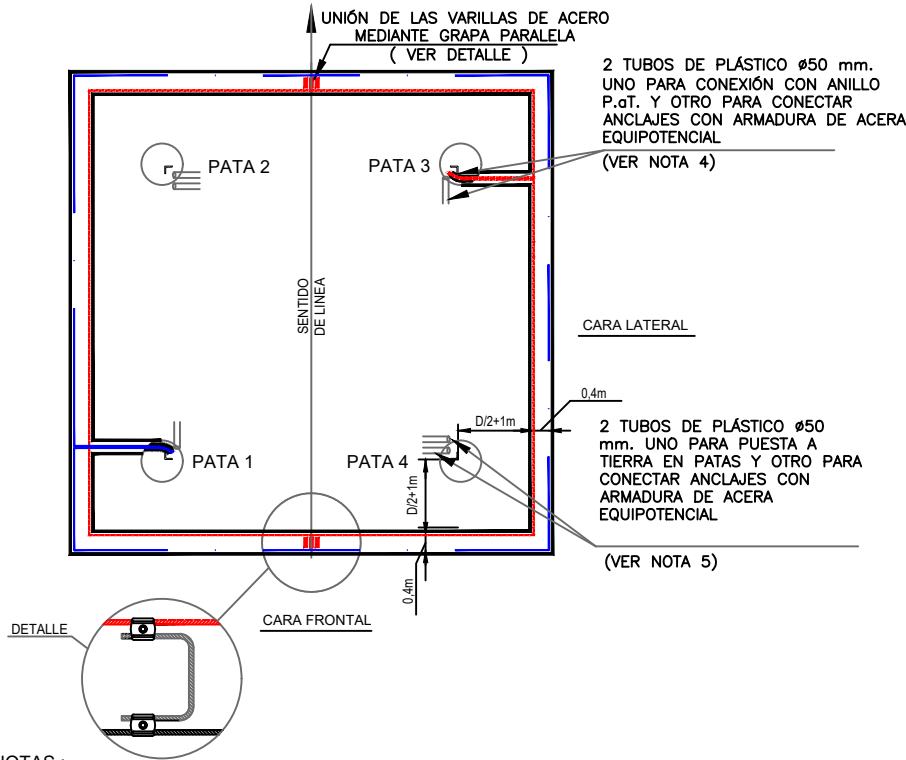 UNIÓN DE LAS VARILLAS DE ACERO
MEDIANTE GRAPA PARALELA
( VER DETALLE )
2 TUBOS DE PLÁSTICO ø50 mm.
UNO PARA CONEXIÓN CON ANILLO
P.aT. Y OTRO PARA CONECTAR
ANCLAJES CON ARMADURA DE ACERA
EQUIPOTENCIAL
(VER NOTA 4)
PATA 2
PATA 3
SENTIDO
DE LINEA
CARA LATERAL
0,4m
D/2+1m
2 TUBOS DE PLÁSTICO ø50
mm. UNO PARA PUESTA A
TIERRA EN PATAS Y OTRO PARA
CONECTAR ANCLAJES CON
ARMADURA DE ACERA
EQUIPOTENCIAL
(VER NOTA 5)
PATA 1
PATA 4
D/2+1m
0,4m
CARA FRONTAL
DETALLE
NOTAS :